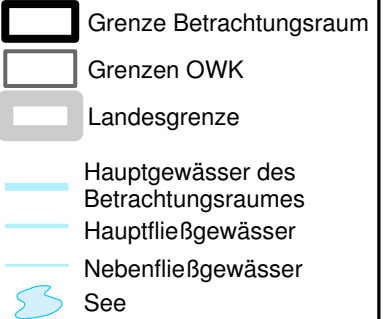 Grenze Betrachtungsraum
Grenzen OWK
Landesgrenze
Hauptgewässer des
Betrachtungsraumes
Hauptfließgewässer
Nebenfließgewässer
See